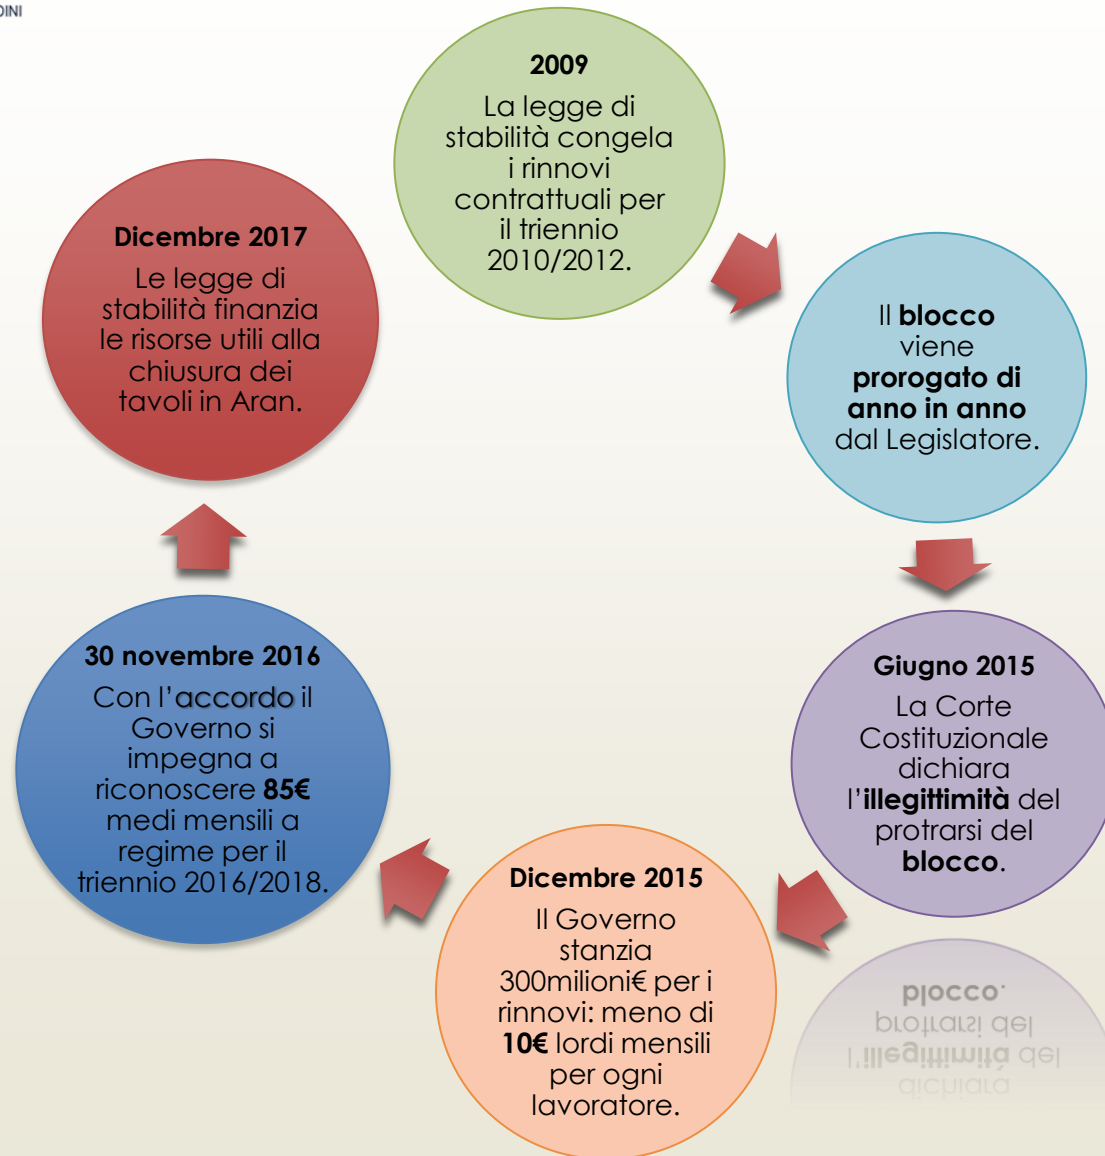 DINI
2009
La legge di
stabilità congela
i rinnovi
contrattuali per
il triennio
2010/2012.
Il blocco
viene
prorogato di
anno in anno
dal Legislatore.
Giugno 2015
La Corte
Costituzionale
dichiara
l’illegittimità del
protrarsi del
blocco.
Dicembre 2015
Il Governo
stanzia
300milioni€ per i
rinnovi: meno di
10€ lordi mensili
per ogni
lavoratore.
30 novembre 2016
Con l’accordo il
Governo si
impegna a
riconoscere 85€
medi mensili a
regime per il
triennio 2016/2018.
Dicembre 2017
Le legge di
stabilità finanzia
le risorse utili alla
chiusura dei
tavoli in Aran.